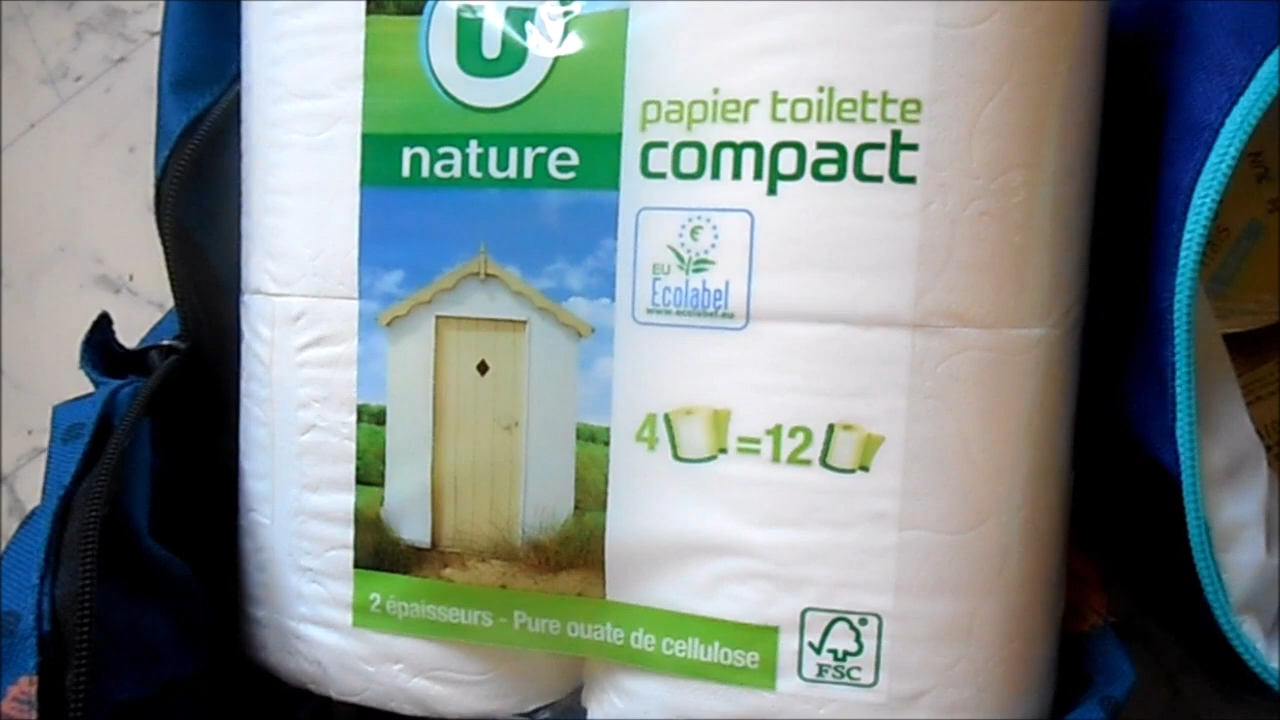 U
nature
papier toilette
compact
EU
Ecolabel
www.ecolabel.eu
4 =12
2 épaisseurs - Pure ouate de cellulose
FSC®